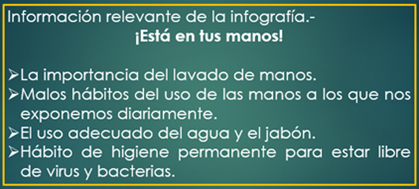 Información relevante de la infografía.-
¡Está en tus manos!
➢La importancia del lavado de manos.
➢Malos hábitos del uso de las manos a los que nos
exponemos diariamente.
➢El uso adecuado del agua y el jabón.
➢Hábito de higiene permanente para estar libre
de virus y bacterias.